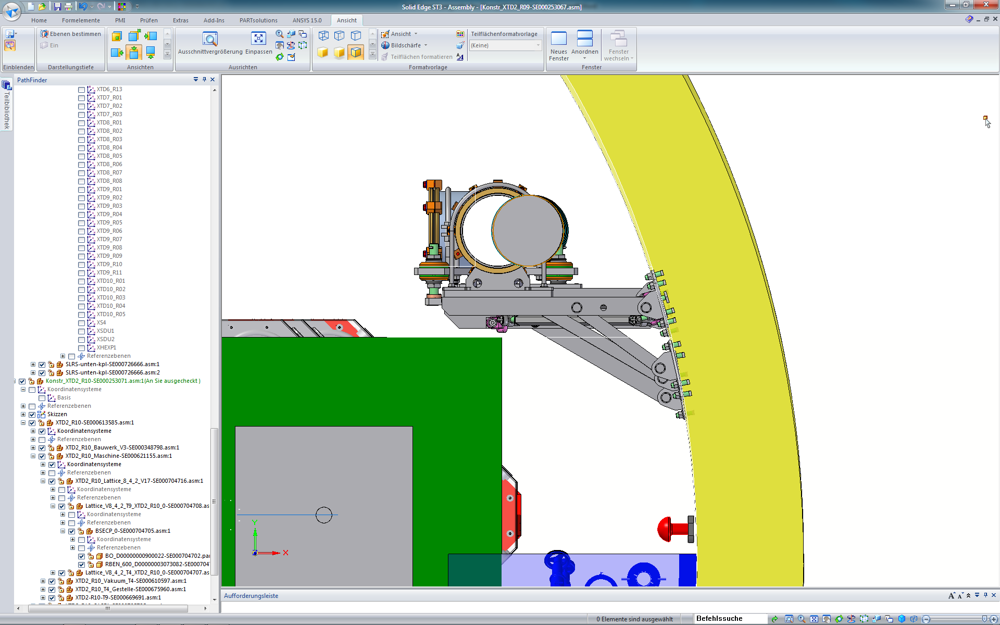 Solid Edge ST3 - Assembly - [Konstr_XTD2_R09-SE000253067.asm]
Home Formelemente PMI Prüfen Extras Add-Ins PARTsolutions ANSYS 15.0 Ansicht
Ebenen bestimmen
Ein
Einblenden Darstellungstiefe Ansichten
Ausschnittvergrößerung Einpassen
Ausrichten
Ansicht
Bildschärfe
Teilflächen formatieren
Teilflächenformatvorlage
(Keine)
Formatvorlage
Neues Fenster
Anordnen
Fenster wechseln
Fenster
Teilbibliothek
PathFinder
XTD6_R13
XTD7_R01
XTD7_R02
XTD7_R03
XTD8_R01
XTD8_R02
XTD8_R03
XTD8_R04
XTD8_R05
XTD8_R06
XTD8_R07
XTD8_R08
XTD9_R01
XTD9_R02
XTD9_R03
XTD9_R04
XTD9_R05
XTD9_R06
XTD9_R07
XTD9_R08
XTD9_R09
XTD9_R10
XTD9_R11
XTD10_R01
XTD10_R02
XTD10_R03
XTD10_R04
XTD10_R05
XS4
XSDU1
XSDU2
XHEXP1
Referenzebenen
SLRS-unten-kpl-SE000726666.asm:1
SLRS-unten-kpl-SE000726666.asm:2
Konstr_XTD2_R10-SE000253071.asm:1(An Sie ausgecheckt )
Koordinatensysteme
Basis
Referenzebenen
Skizzen
XTD2_R10-SE000613585.asm:1
Koordinatensysteme
Referenzebenen
XTD2_R10_Bauwerk_V3-SE000348798.asm:1
XTD2_R10_Maschine-SE000621155.asm:1
Koordinatensysteme
Referenzebenen
XTD2_R10_Lattice_8_4_2_V17-SE000704716.asm:1
Koordinatensysteme
Referenzebenen
Lattice_V8_4_2_T9_XTD2_R10_0-SE000704708.as
Koordinatensysteme
Referenzebenen
BSECP_0-SE000704705.asm:1
Koordinatensysteme
Referenzebenen
BO_D00000000900022-SE000704702.par
RBEN_600_D00000003073082-SE000704
Lattice_V8_4_2_T4_XTD2_R10_0-SE000704707.as
XTD2_R10_Vakuum_T4-SE000610597.asm:1
XTD2_R10_T4_Gestelle-SE000675960.asm:1
XTD2-R10-T9-SE000669691.asm:1
Y
X
Aufforderungsleiste
0 Elemente sind ausgewählt
Befehlssuche